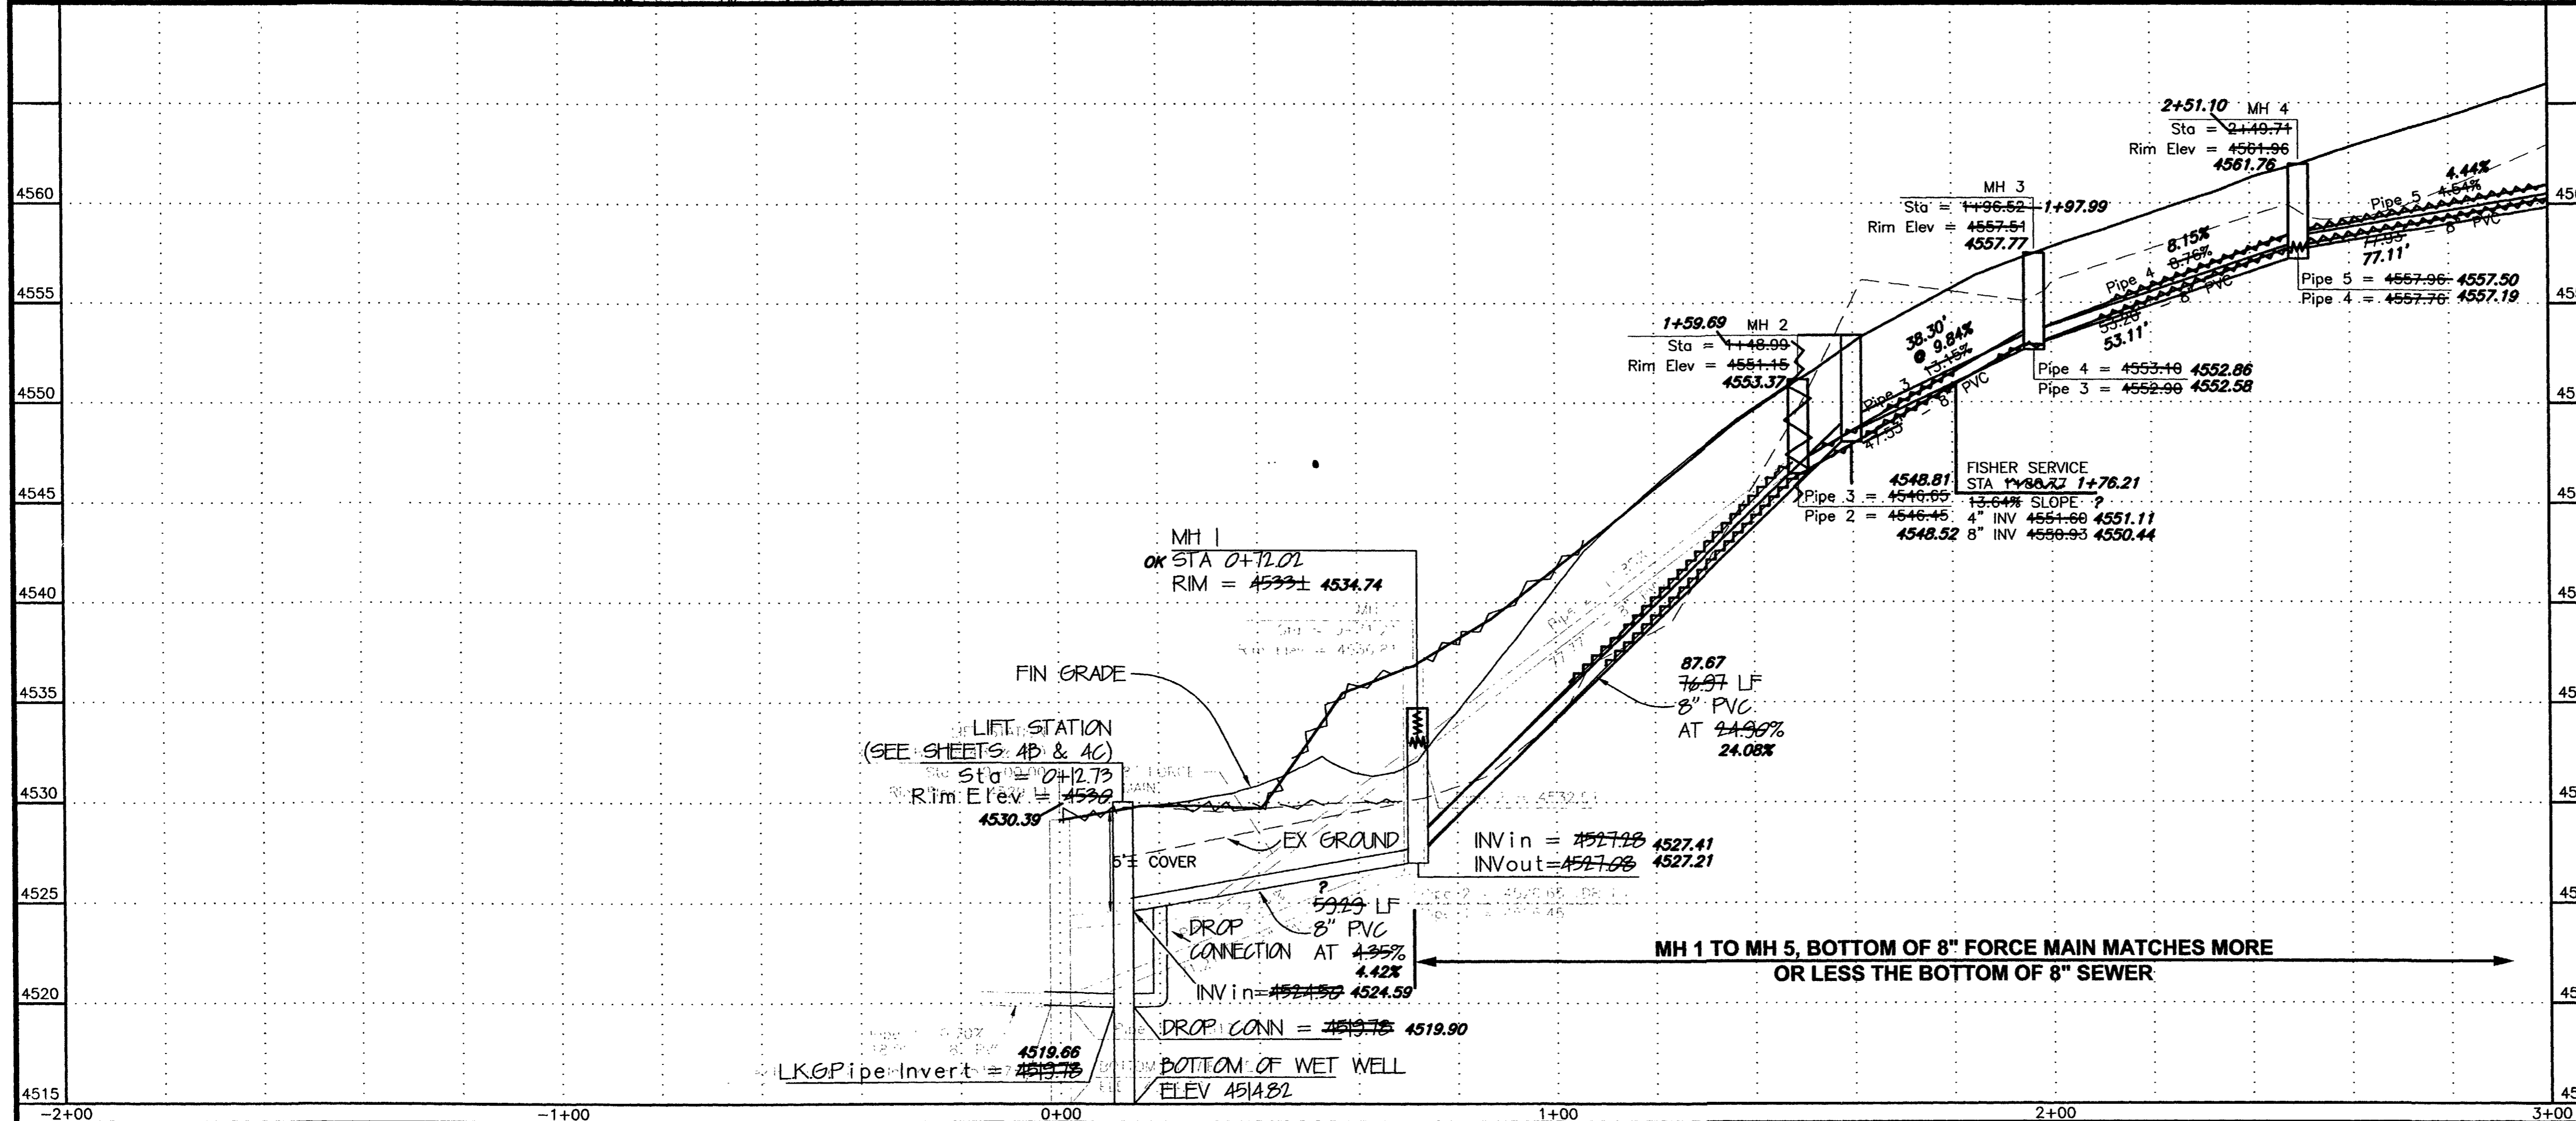 2+51.10 MH 4
Sta = 2+49.71
Rim Elev = 4561.96
4561.76
4560
4555
4550
4545
4540
4535
4530
4525
4520
4515
MH 3
Sta = 1+96.52 1+97.99
Rim Elev = 4557.51
4557.77
4.44%
Pipe 5 4.54%
77.93' - 8" PVC
77.11'
8.15%
Pipe 4 8.76%
53.20' - 8" PVC
53.11'
Pipe 5 = 4557.96 4557.50
Pipe 4 = 4557.76 4557.19
1+59.69 MH 2
Sta = 1+48.99
Rim Elev = 4551.15
4553.37
38.30'
@ 9.84%
Pipe 3 13.15%
47.53' - 8" PVC
Pipe 4 = 4553.10 4552.86
Pipe 3 = 4552.90 4552.58
4548.81
Pipe 3 = 4546.65
Pipe 2 = 4546.45
4548.52
FISHER SERVICE
STA 1+80.77 1+76.21
13.64% SLOPE ?
4" INV 4551.60 4551.11
8" INV 4550.93 4550.44
MH 1
OK STA 0+72.02
RIM = 4533± 4534.74
FIN GRADE
LIFT STATION
(SEE SHEETS 4B & 4C)
Sta = 0+12.73
Rim Elev = 4530
4530.39
87.67
76.97 LF
8" PVC
AT 24.90%
24.08%
5'± COVER
EX GROUND
INVin = 4527.28 4527.41
INVout=4527.08 4527.21
?
59.29 LF
8" PVC
AT 4.35%
4.42%
DROP
CONNECTION
INVin=4524.50 4524.59
MH 1 TO MH 5, BOTTOM OF 8" FORCE MAIN MATCHES MORE
OR LESS THE BOTTOM OF 8" SEWER
DROP CONN = 4519.78 4519.90
4519.66
L.K.G.Pipe Invert = 4519.78
BOTTOM OF WET WELL
ELEV 4514.82
-2+00 -1+00 0+00 1+00 2+00 3+00